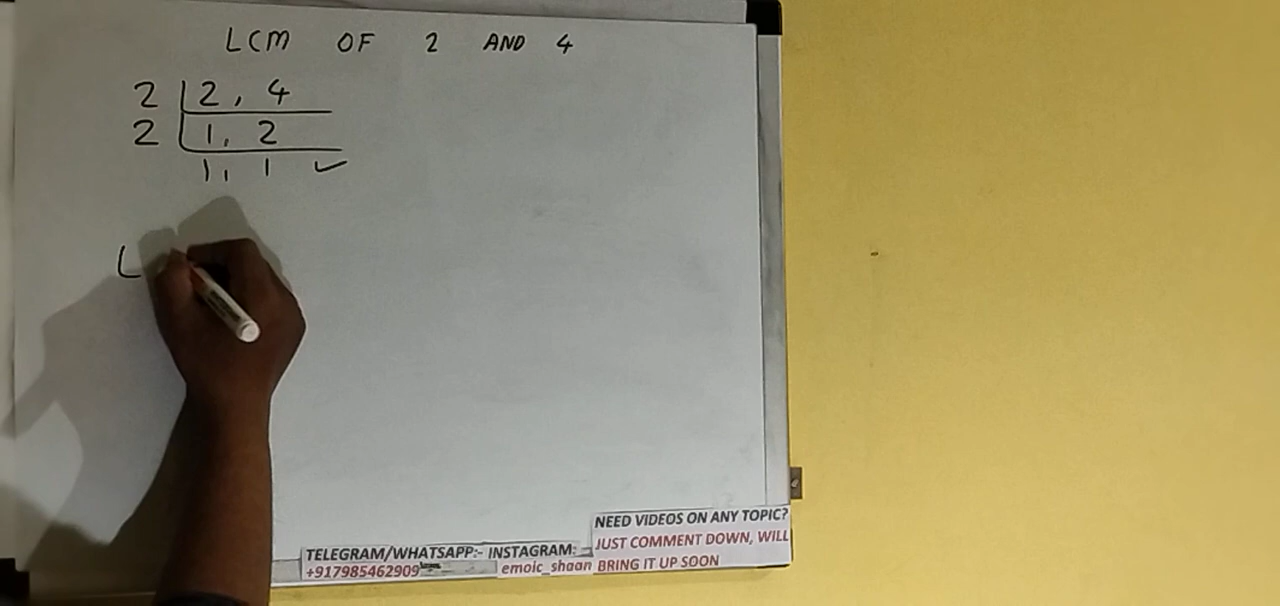 LCM OF 2 AND 4
2 2, 4
2 1, 2
1, 1 ✓
L
NEED VIDEOS ON ANY TOPIC?
JUST COMMENT DOWN, WILL
BRING IT UP SOON
TELEGRAM/WHATSAPP:- INSTAGRAM:-
+917985462909 emoic_shaan